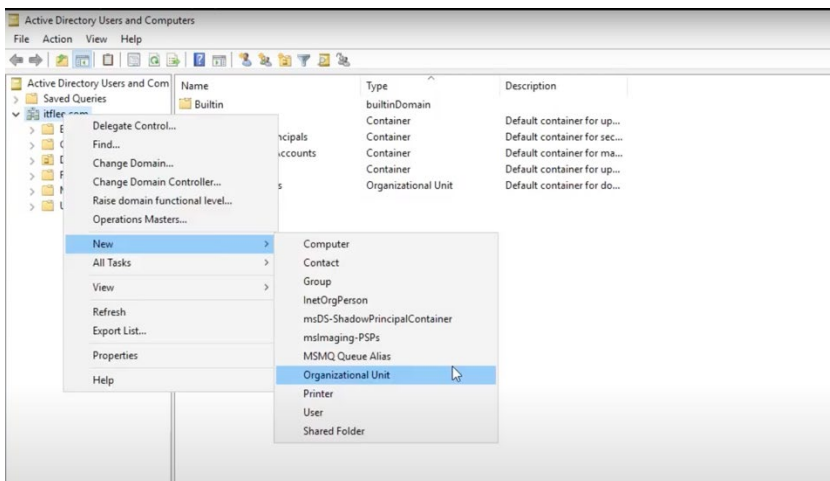 Active Directory Users and Computers
File Action View Help
Active Directory Users and Com
Saved Queries
Name Type Description
Builtin builtinDomain
Container Default container for up...
ncipals Container Default container for sec...
ccounts Container Default container for ma...
Container Default container for up...
s Organizational Unit Default container for do...
Delegate Control...
Find...
Change Domain...
Change Domain Controller...
Raise domain functional level...
Operations Masters...
New
All Tasks
View
Refresh
Export List...
Properties
Help
Computer
Contact
Group
InetOrgPerson
msDS-ShadowPrincipalContainer
msImaging-PSPs
MSMQ Queue Alias
Organizational Unit
Printer
User
Shared Folder